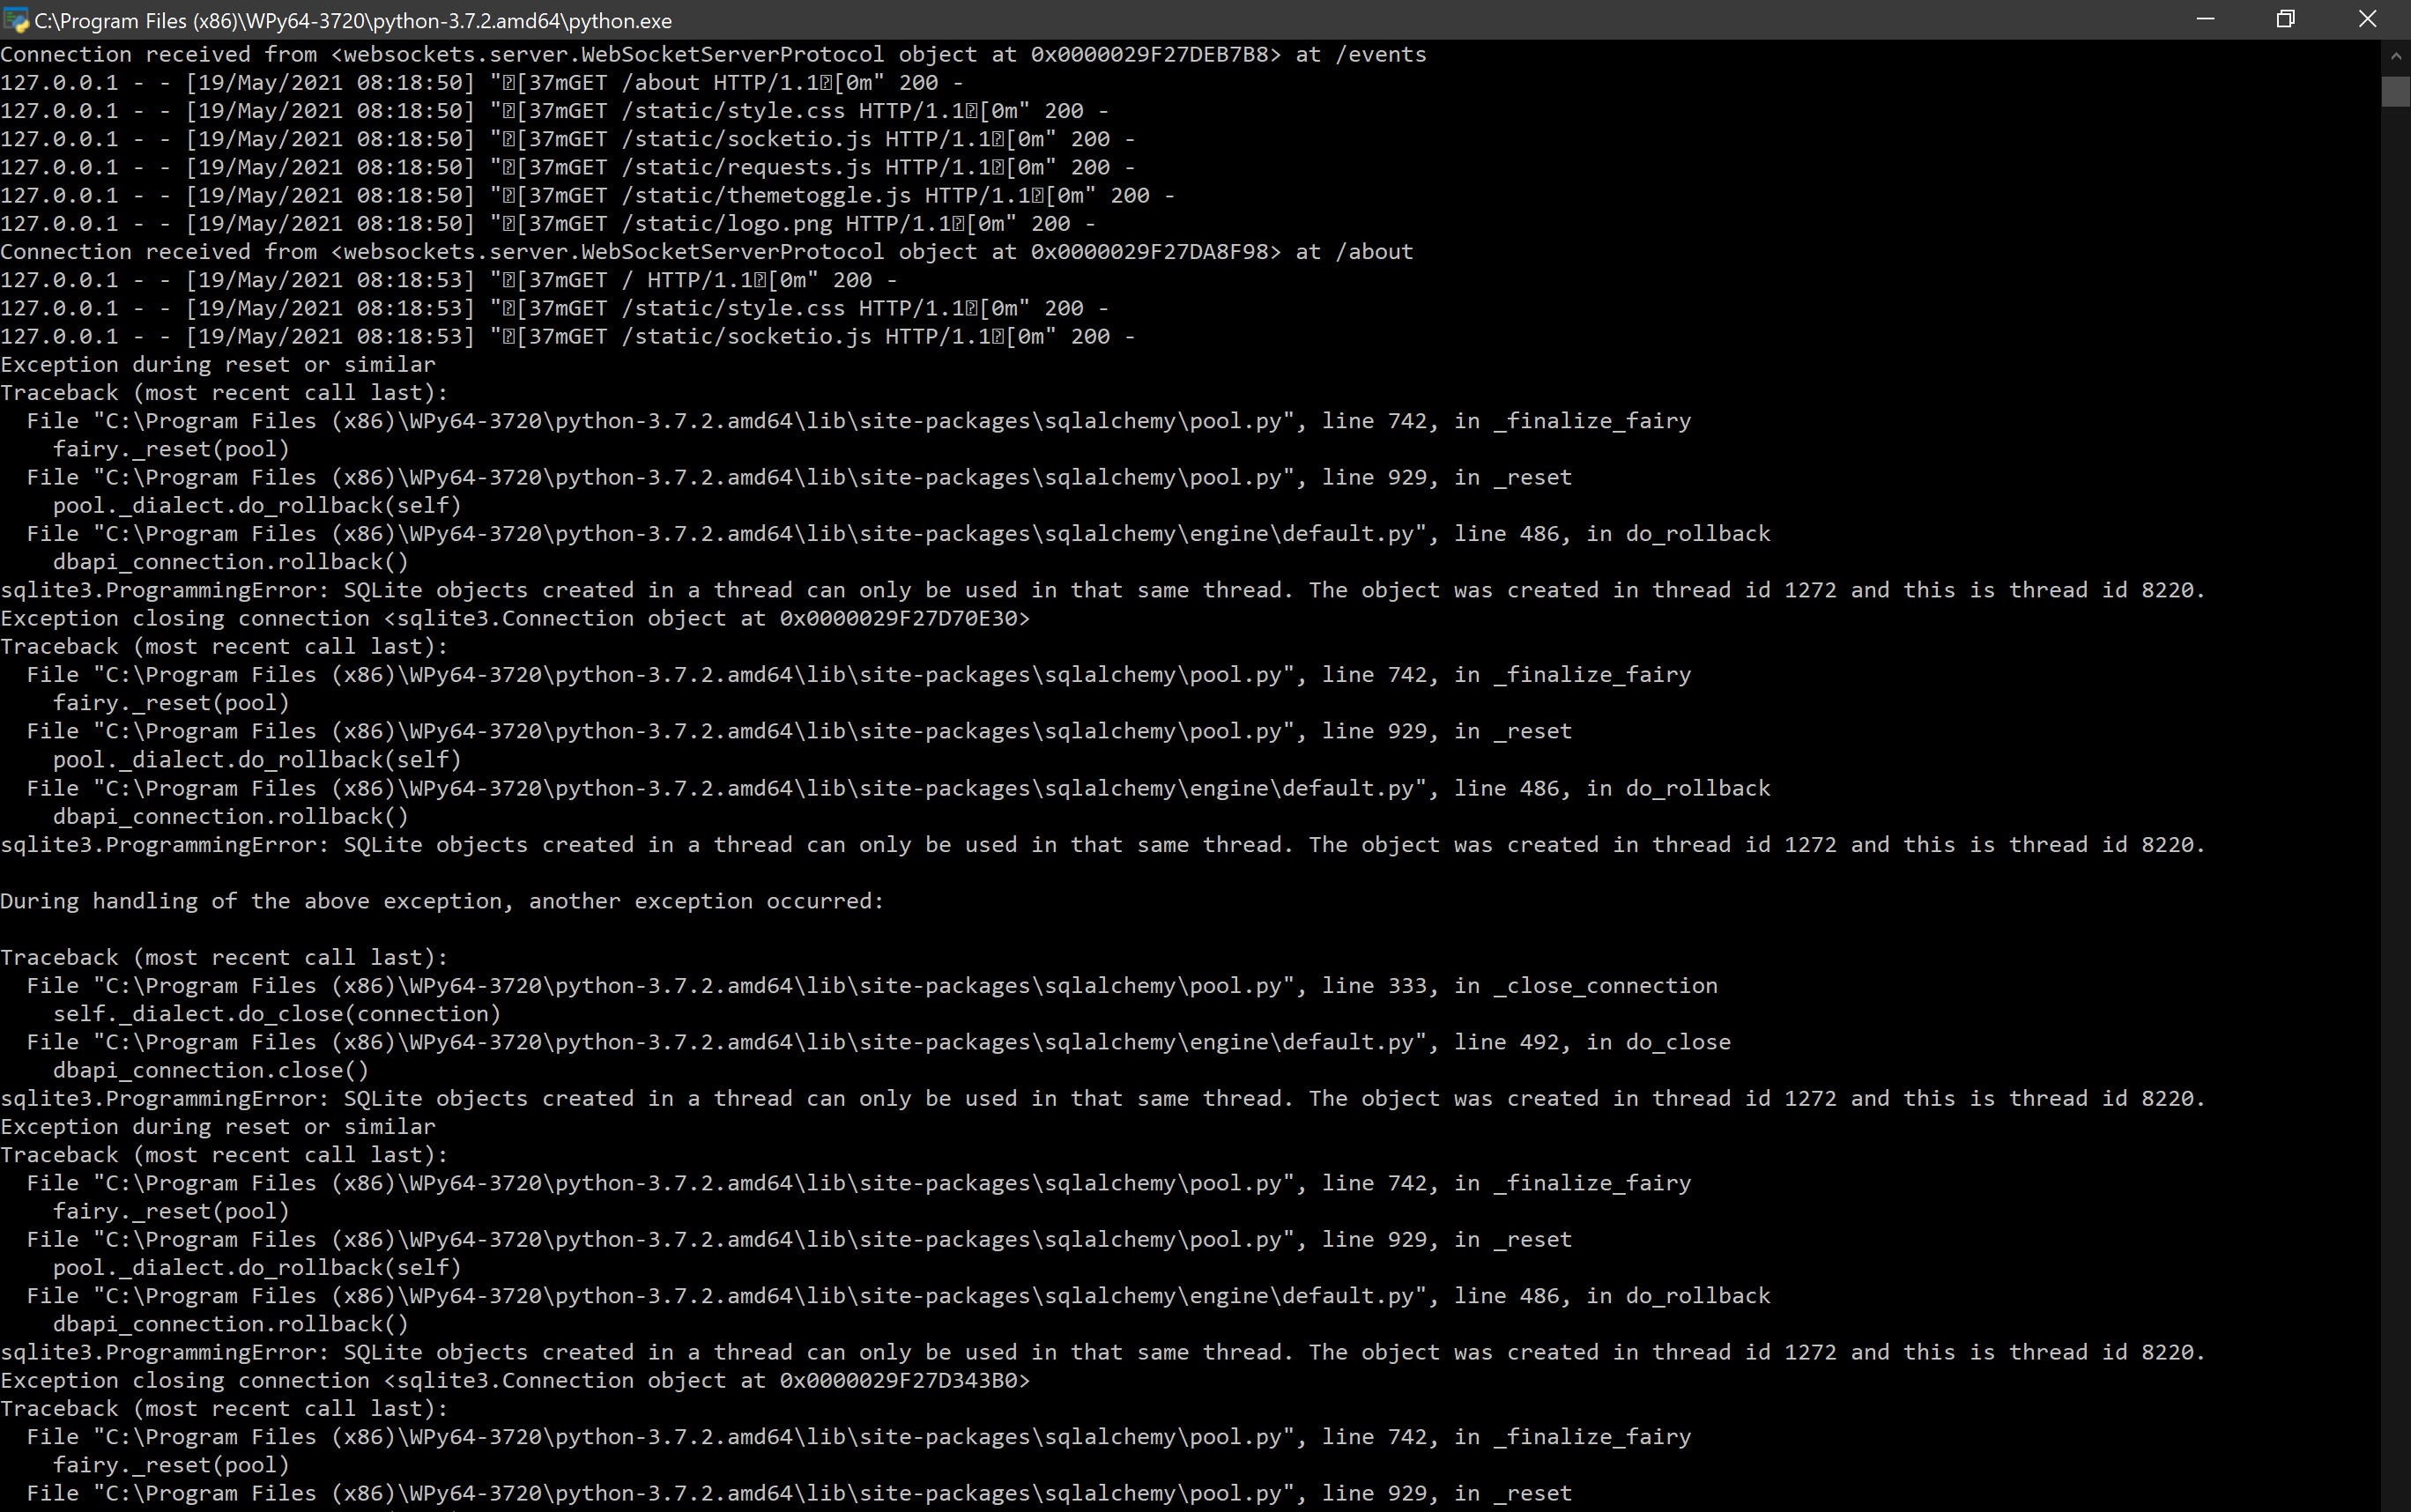 C:\Program Files (x86)\WPy64-3720\python-3.7.2.amd64\python.exe
Connection received from <websockets.server.WebSocketServerProtocol object at 0x0000029F27DEB7B8> at /events
127.0.0.1 - - [19/May/2021 08:18:50] "[37mGET /about HTTP/1.1[0m" 200 -
127.0.0.1 - - [19/May/2021 08:18:50] "[37mGET /static/style.css HTTP/1.1[0m" 200 -
127.0.0.1 - - [19/May/2021 08:18:50] "[37mGET /static/socketio.js HTTP/1.1[0m" 200 -
127.0.0.1 - - [19/May/2021 08:18:50] "[37mGET /static/requests.js HTTP/1.1[0m" 200 -
127.0.0.1 - - [19/May/2021 08:18:50] "[37mGET /static/themetoggle.js HTTP/1.1[0m" 200 -
127.0.0.1 - - [19/May/2021 08:18:50] "[37mGET /static/logo.png HTTP/1.1[0m" 200 -
Connection received from <websockets.server.WebSocketServerProtocol object at 0x0000029F27DA8F98> at /about
127.0.0.1 - - [19/May/2021 08:18:53] "[37mGET / HTTP/1.1[0m" 200 -
127.0.0.1 - - [19/May/2021 08:18:53] "[37mGET /static/style.css HTTP/1.1[0m" 200 -
127.0.0.1 - - [19/May/2021 08:18:53] "[37mGET /static/socketio.js HTTP/1.1[0m" 200 -
Exception during reset or similar
Traceback (most recent call last):
  File "C:\Program Files (x86)\WPy64-3720\python-3.7.2.amd64\lib\site-packages\sqlalchemy\pool.py", line 742, in _finalize_fairy
    fairy._reset(pool)
  File "C:\Program Files (x86)\WPy64-3720\python-3.7.2.amd64\lib\site-packages\sqlalchemy\pool.py", line 929, in _reset
    pool._dialect.do_rollback(self)
  File "C:\Program Files (x86)\WPy64-3720\python-3.7.2.amd64\lib\site-packages\sqlalchemy\engine\default.py", line 486, in do_rollback
    dbapi_connection.rollback()
sqlite3.ProgrammingError: SQLite objects created in a thread can only be used in that same thread. The object was created in thread id 1272 and this is thread id 8220.
Exception closing connection <sqlite3.Connection object at 0x0000029F27D70E30>
Traceback (most recent call last):
  File "C:\Program Files (x86)\WPy64-3720\python-3.7.2.amd64\lib\site-packages\sqlalchemy\pool.py", line 742, in _finalize_fairy
    fairy._reset(pool)
  File "C:\Program Files (x86)\WPy64-3720\python-3.7.2.amd64\lib\site-packages\sqlalchemy\pool.py", line 929, in _reset
    pool._dialect.do_rollback(self)
  File "C:\Program Files (x86)\WPy64-3720\python-3.7.2.amd64\lib\site-packages\sqlalchemy\engine\default.py", line 486, in do_rollback
    dbapi_connection.rollback()
sqlite3.ProgrammingError: SQLite objects created in a thread can only be used in that same thread. The object was created in thread id 1272 and this is thread id 8220.

During handling of the above exception, another exception occurred:

Traceback (most recent call last):
  File "C:\Program Files (x86)\WPy64-3720\python-3.7.2.amd64\lib\site-packages\sqlalchemy\pool.py", line 333, in _close_connection
    self._dialect.do_close(connection)
  File "C:\Program Files (x86)\WPy64-3720\python-3.7.2.amd64\lib\site-packages\sqlalchemy\engine\default.py", line 492, in do_close
    dbapi_connection.close()
sqlite3.ProgrammingError: SQLite objects created in a thread can only be used in that same thread. The object was created in thread id 1272 and this is thread id 8220.
Exception during reset or similar
Traceback (most recent call last):
  File "C:\Program Files (x86)\WPy64-3720\python-3.7.2.amd64\lib\site-packages\sqlalchemy\pool.py", line 742, in _finalize_fairy
    fairy._reset(pool)
  File "C:\Program Files (x86)\WPy64-3720\python-3.7.2.amd64\lib\site-packages\sqlalchemy\pool.py", line 929, in _reset
    pool._dialect.do_rollback(self)
  File "C:\Program Files (x86)\WPy64-3720\python-3.7.2.amd64\lib\site-packages\sqlalchemy\engine\default.py", line 486, in do_rollback
    dbapi_connection.rollback()
sqlite3.ProgrammingError: SQLite objects created in a thread can only be used in that same thread. The object was created in thread id 1272 and this is thread id 8220.
Exception closing connection <sqlite3.Connection object at 0x0000029F27D343B0>
Traceback (most recent call last):
  File "C:\Program Files (x86)\WPy64-3720\python-3.7.2.amd64\lib\site-packages\sqlalchemy\pool.py", line 742, in _finalize_fairy
    fairy._reset(pool)
  File "C:\Program Files (x86)\WPy64-3720\python-3.7.2.amd64\lib\site-packages\sqlalchemy\pool.py", line 929, in _reset